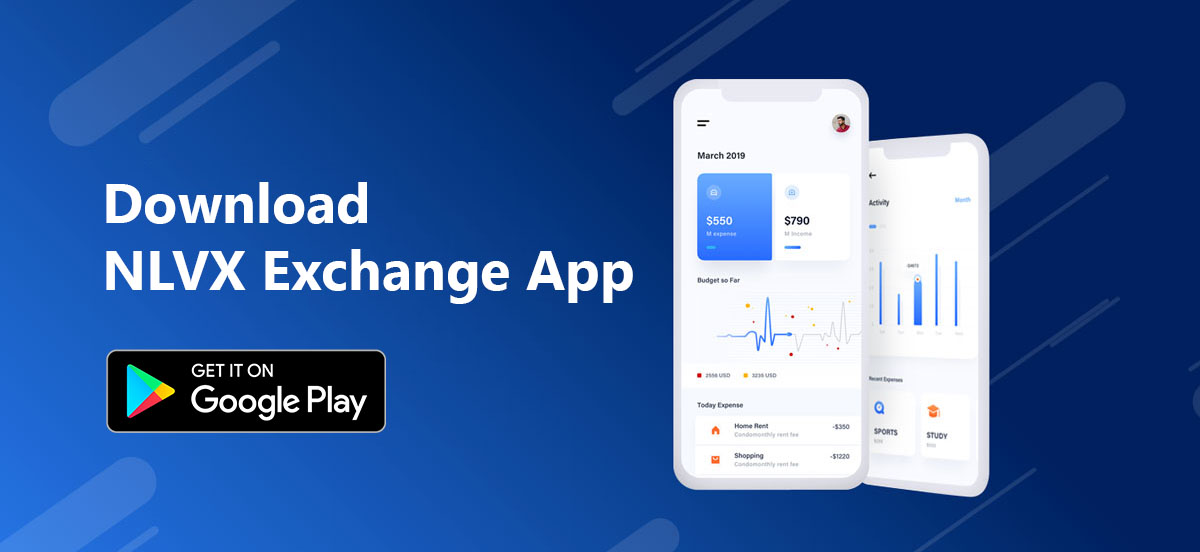 Download
NLVX Exchange App
GET IT ON
Google Play
March 2019
$550
M expense
$790
M Income
Budget so Far
2556 USD
3235 USD
Today Expense
Home Rent
-$350
Condomonthly rent fee
Shopping
-$1220
Condomonthly rent fee
Activity
Month
Recent Expenses
SPORTS
STUDY